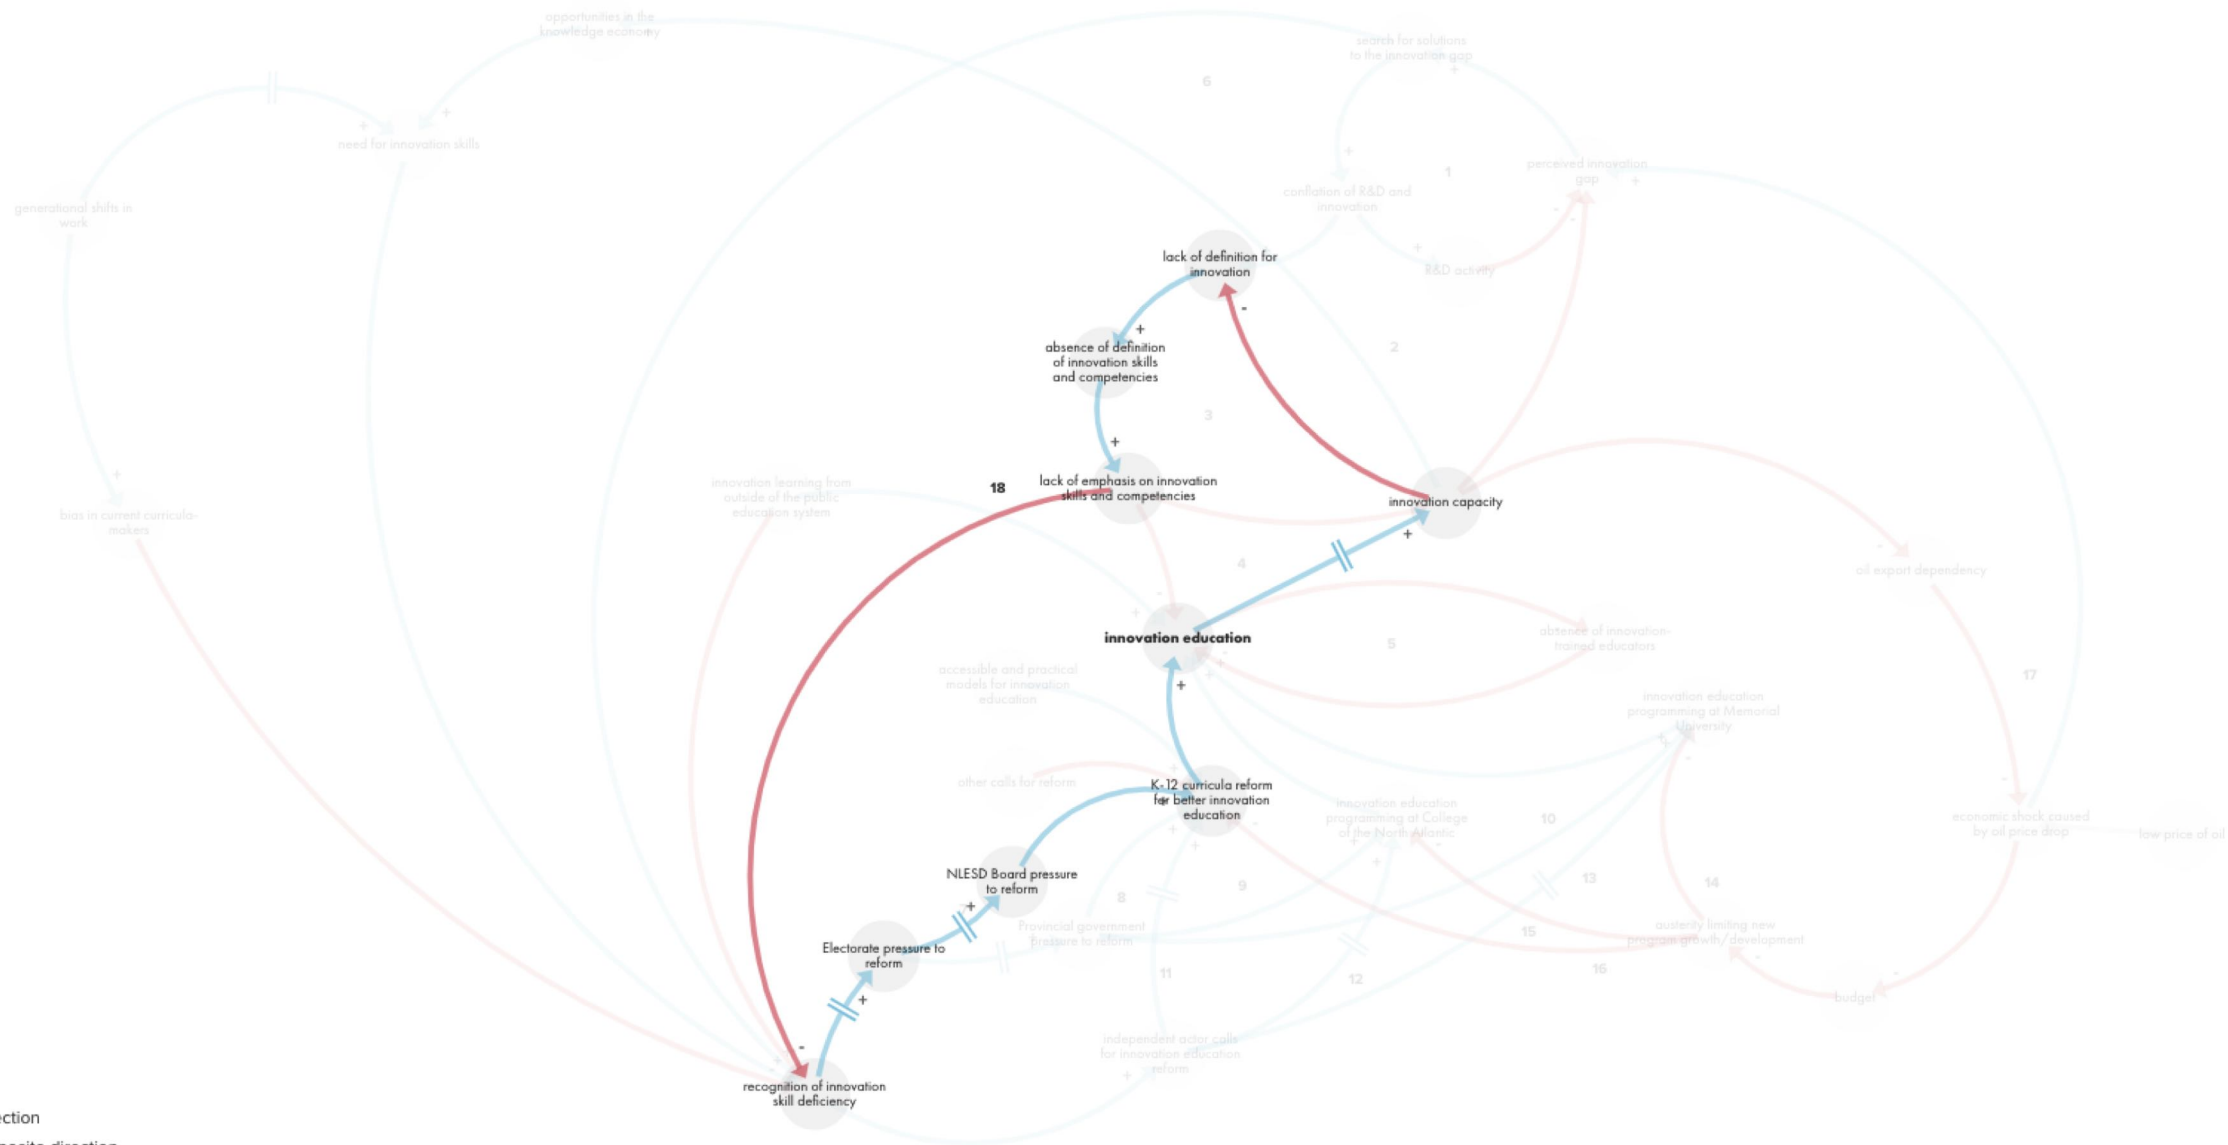 opportunities in the
knowledge economy
search for solutions
to the innovation gap
6
+
+
+
need for innovation skills
+
1
perceived innovation
gap
+
conflation of R&D and
innovation
generational shifts in
work
-
-
+
R&D activity
lack of definition for
innovation
-
+
absence of definition
of innovation skills
and competencies
2
3
+
+
lack of emphasis on innovation
skills and competencies
18
innovation learning from
outside of the public
education system
innovation capacity
+
bias in current curricula-
makers
-
oil export dependency
4
-
+
innovation education
5
absence of innovation-
trained educators
accessible and practical
models for innovation
education
+
17
innovation education
programming at Memorial
University
other calls for reform
K-12 curricula reform
for better innovation
education
innovation education
programming at College
of the North Atlantic
10
-
economic shock caused
by oil price drop
low price of oil
NLESD Board pressure
to reform
8
9
13
14
+
Provincial government
pressure to reform
15
austerity limiting new
program growth/development
Electorate pressure to
reform
16
11
12
-
-
budget
+
-
independent actor calls
for innovation education
reform
+
recognition of innovation
skill deficiency
ection
posite direction